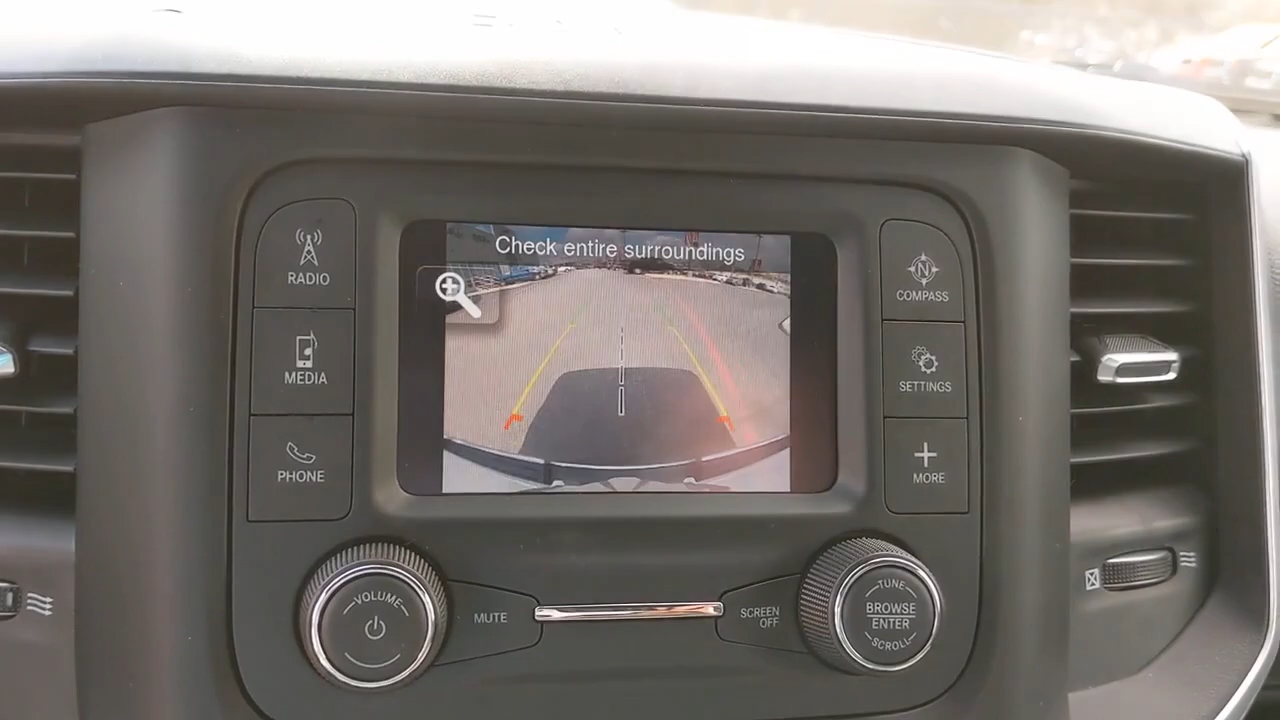 Check entire surroundings
RADIO
MEDIA
PHONE
N
COMPASS
SETTINGS
MORE
VOLUME
MUTE
SCREEN
OFF
TUNE
BROWSE
ENTER
SCROLL